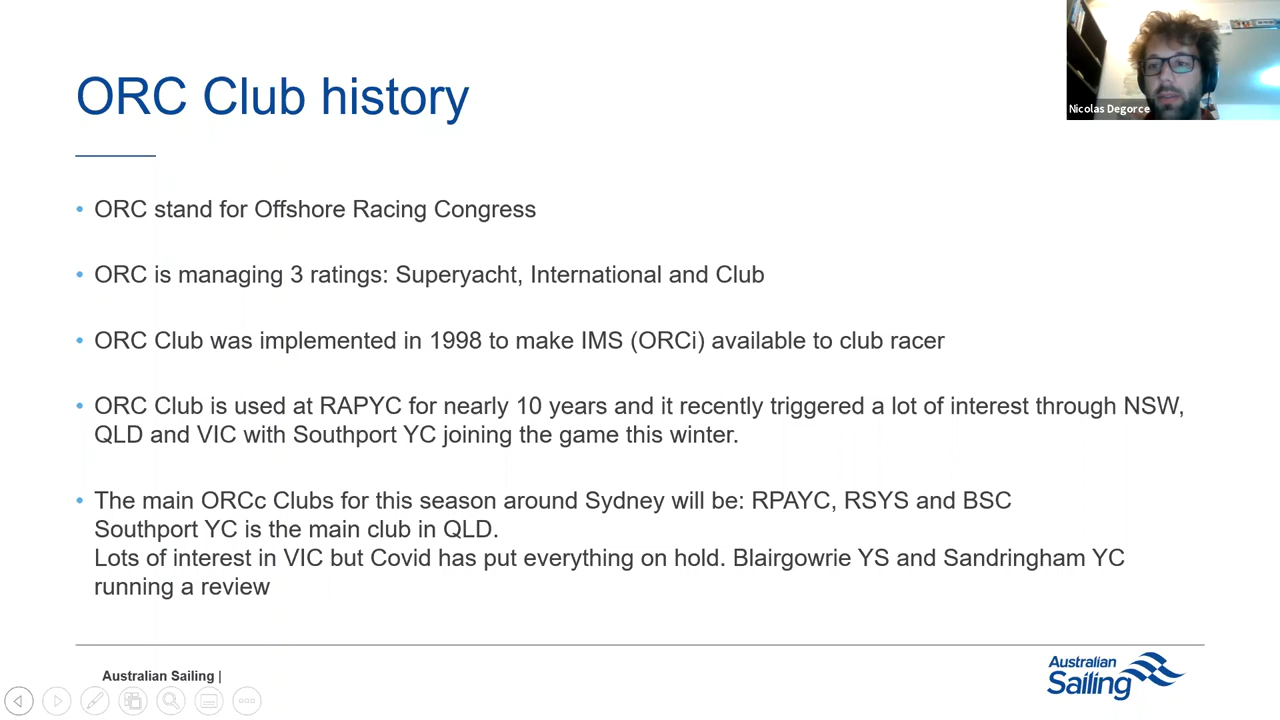 ORC Club history
Nicolas Degorce
• ORC stand for Offshore Racing Congress
• ORC is managing 3 ratings: Superyacht, International and Club
• ORC Club was implemented in 1998 to make IMS (ORCi) available to club racer
• ORC Club is used at RAPYC for nearly 10 years and it recently triggered a lot of interest through NSW,
QLD and VIC with Southport YC joining the game this winter.
• The main ORCc Clubs for this season around Sydney will be: RPAYC, RSYS and BSC
Southport YC is the main club in QLD.
Lots of interest in VIC but Covid has put everything on hold. Blairgowrie YS and Sandringham YC
running a review
Australian Sailing |
Australian
Sailing